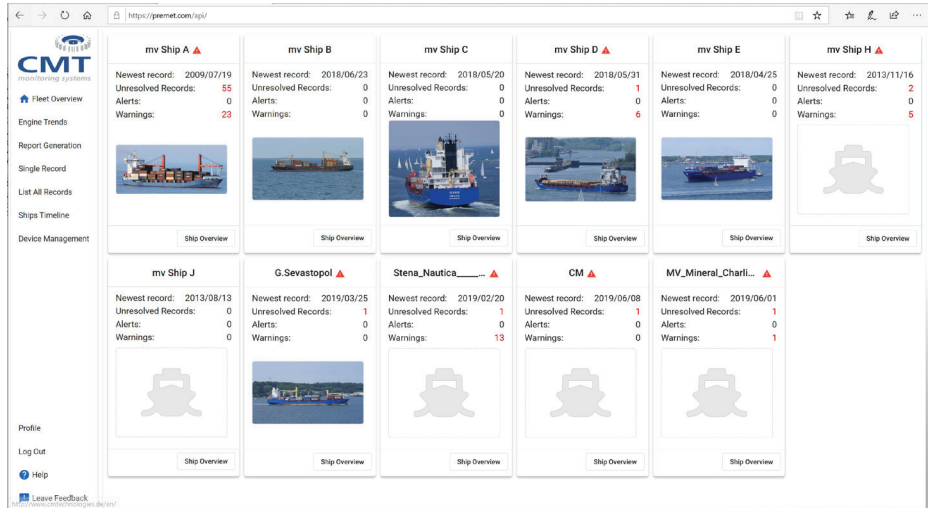 https://premet.com/api/
CMT
monitoring systems
Fleet Overview
Engine Trends
Report Generation
Single Record
List All Records
Ships Timeline
Device Management
Profile
Log Out
Help
Leave Feedback
http://www.cmtechnologies.de/en/
mv Ship A
Newest record: 2009/07/19
Unresolved Records: 55
Alerts: 0
Warnings: 23
Ship Overview
mv Ship B
Newest record: 2018/06/23
Unresolved Records: 0
Alerts: 0
Warnings: 0
Ship Overview
mv Ship C
Newest record: 2018/05/20
Unresolved Records: 0
Alerts: 0
Warnings: 0
Ship Overview
mv Ship D
Newest record: 2018/05/31
Unresolved Records: 1
Alerts: 0
Warnings: 6
Ship Overview
mv Ship E
Newest record: 2018/04/25
Unresolved Records: 0
Alerts: 0
Warnings: 0
Ship Overview
mv Ship H
Newest record: 2013/11/16
Unresolved Records: 2
Alerts: 0
Warnings: 5
Ship Overview
mv Ship J
Newest record: 2013/08/13
Unresolved Records: 0
Alerts: 0
Warnings: 0
Ship Overview
G.Sevastopol
Newest record: 2019/03/25
Unresolved Records: 1
Alerts: 0
Warnings: 0
Ship Overview
Stena_Nautica____...
Newest record: 2019/02/20
Unresolved Records: 1
Alerts: 0
Warnings: 13
Ship Overview
CM
Newest record: 2019/06/08
Unresolved Records: 1
Alerts: 0
Warnings: 0
Ship Overview
MV_Mineral_Charli...
Newest record: 2019/06/01
Unresolved Records: 1
Alerts: 0
Warnings: 1
Ship Overview